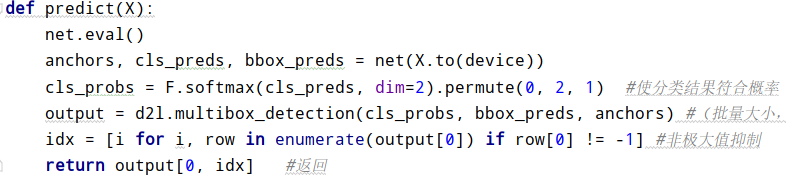 def predict(X):
net.eval()
anchors, cls_preds, bbox_preds = net(X.to(device))
cls_probs = F.softmax(cls_preds, dim=2).permute(0, 2, 1)  #使分类结果符合概率
output = d2l.multibox_detection(cls_probs, bbox_preds, anchors) #（批量大小，
idx = [i for i, row in enumerate(output[0]) if row[0] != -1] #非极大值抑制
return output[0, idx]   #返回